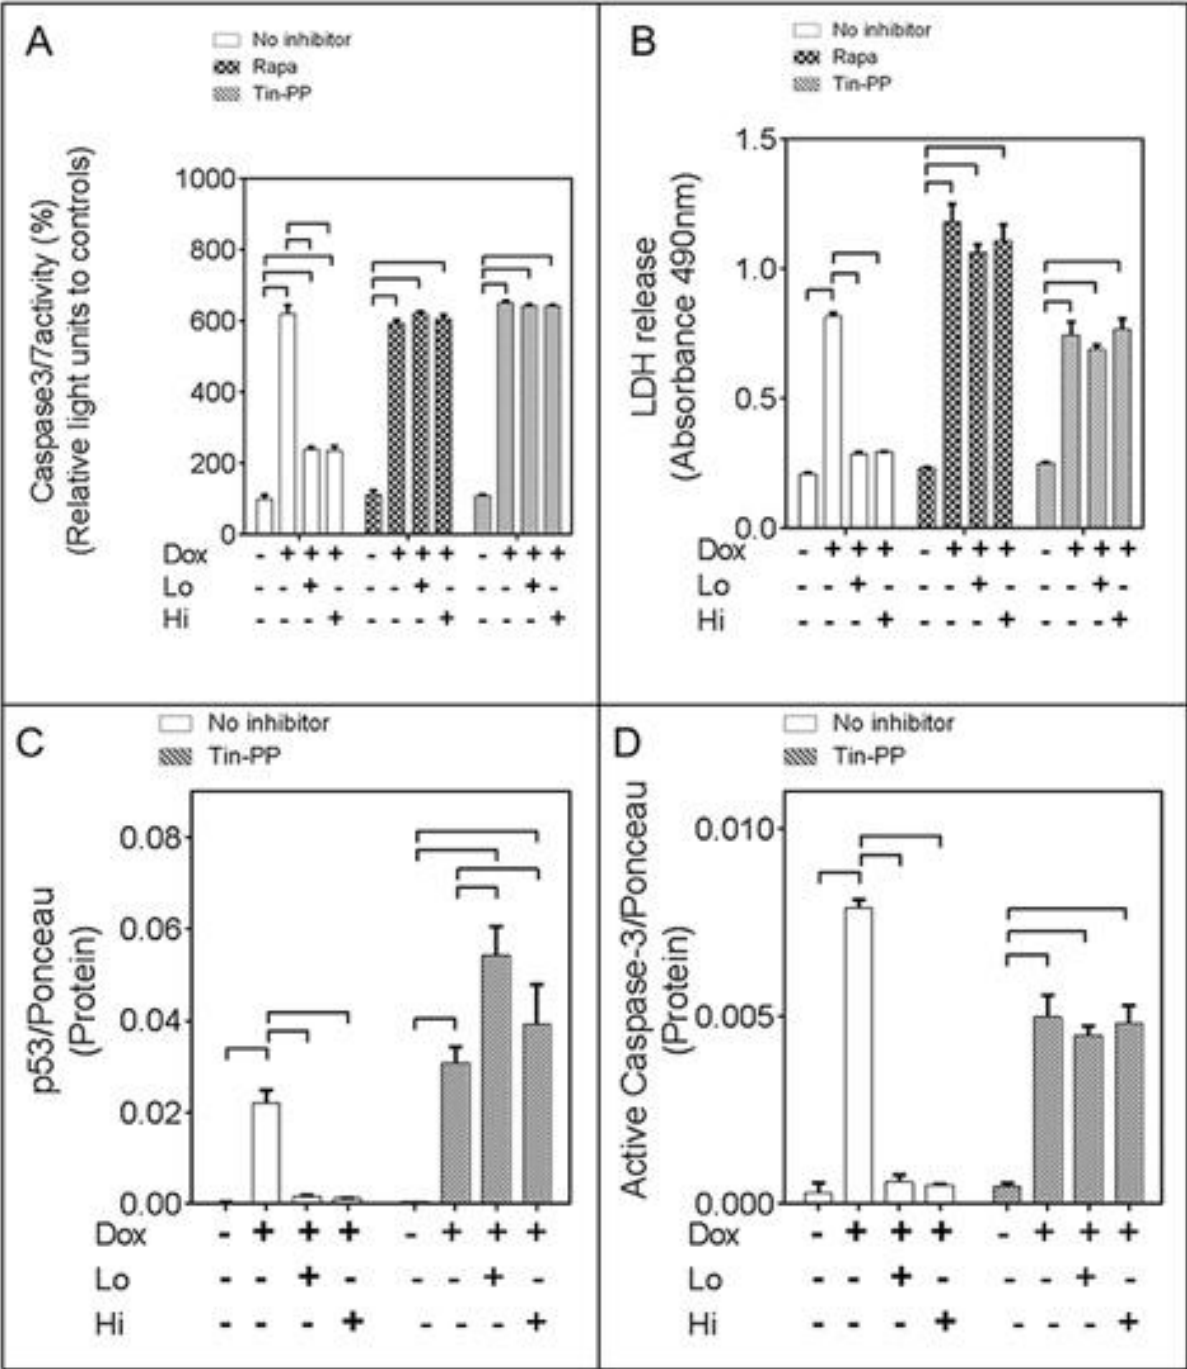 A
No inhibitor
Rapa
Tin-PP
Caspase3/7activity (%)
(Relative light units to controls)
1000
800
600
400
200
0
Dox - + + + - + + + - + + +
Lo - - + - - - + - - - + -
Hi - - - + - - - + - - - +
B
No inhibitor
Rapa
Tin-PP
LDH release
(Absorbance 490nm)
1.5
1.0
0.5
0.0
Dox - + + + - + + + - + + +
Lo - - + - - - + - - - + -
Hi - - - + - - - + - - - +
C
No inhibitor
Tin-PP
p53/Ponceau
(Protein)
0.08
0.06
0.04
0.02
0.00
Dox - + + + - + + +
Lo - - + - - - + -
Hi - - - + - - - +
D
No inhibitor
Tin-PP
Active Caspase-3/Ponceau
(Protein)
0.010
0.005
0.000
Dox - + + + - + + +
Lo - - + - - - + -
Hi - - - + - - - +